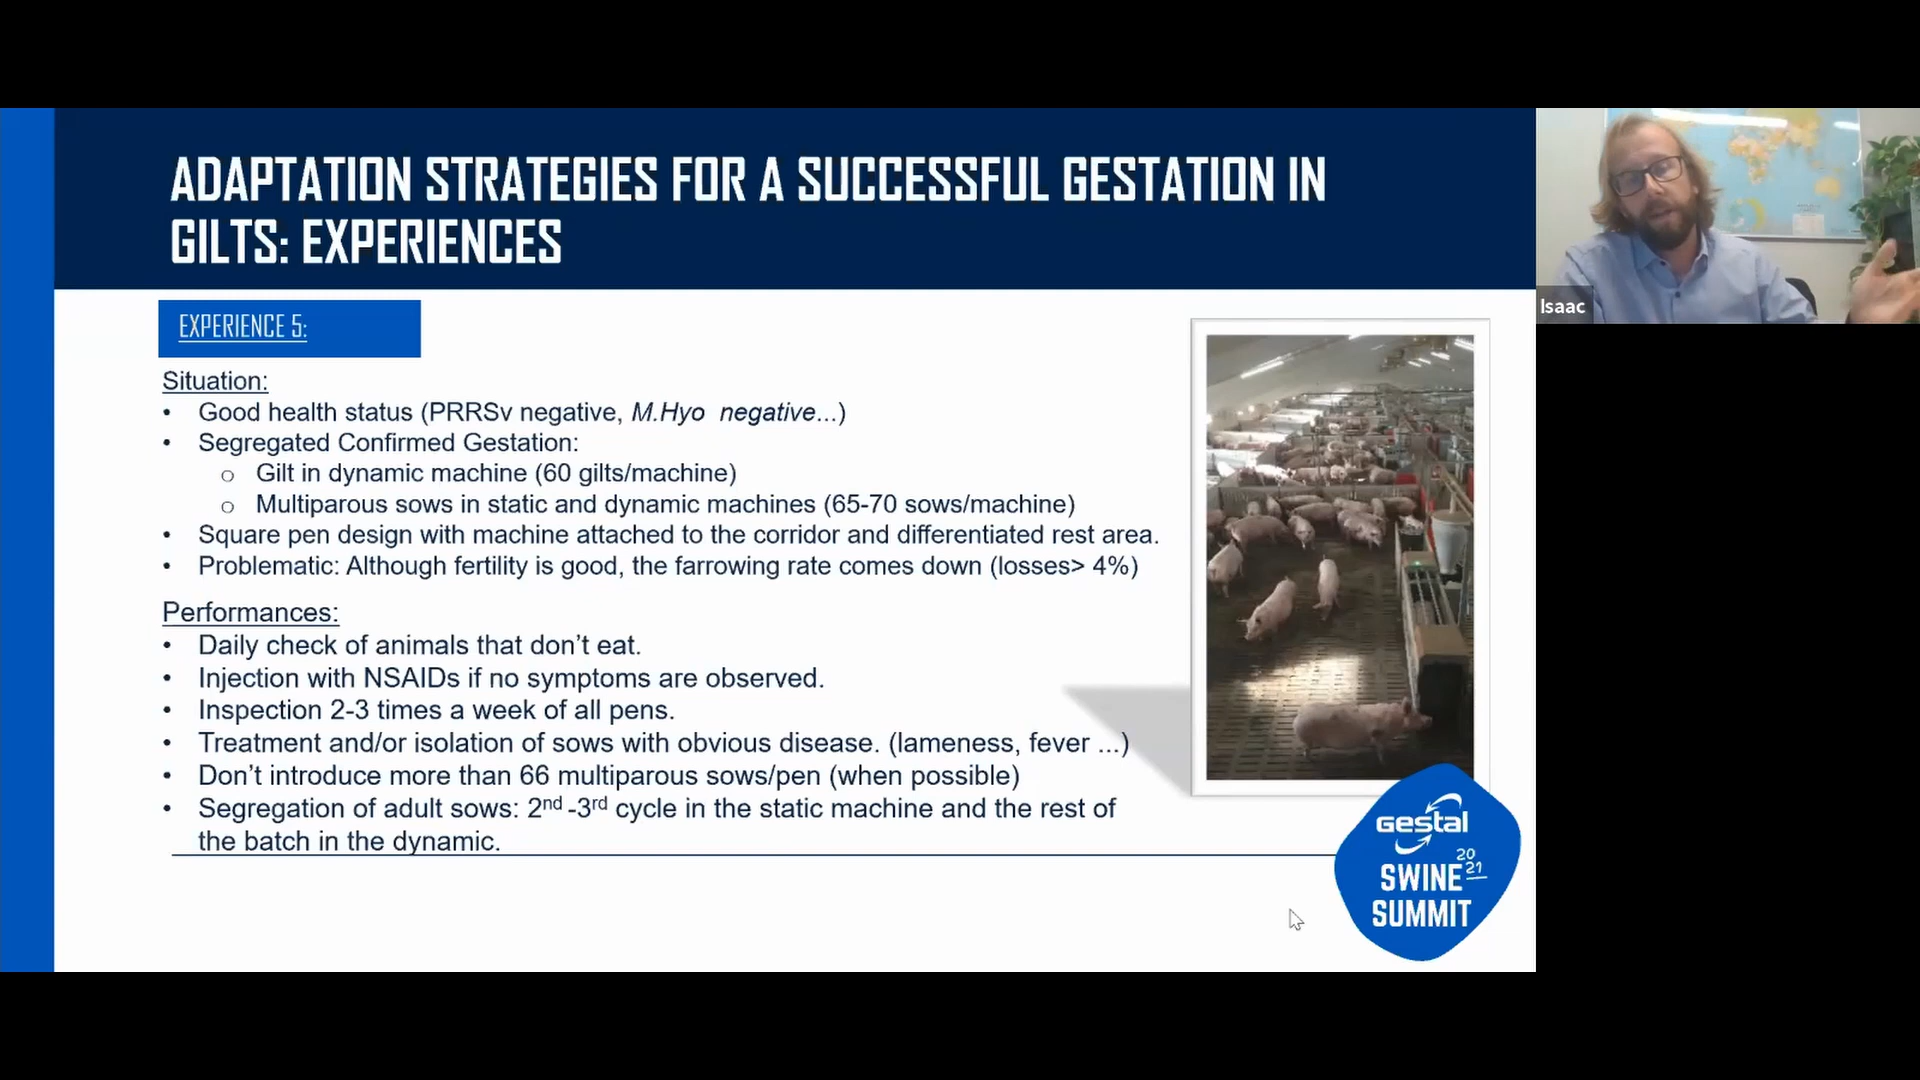 ADAPTATION STRATEGIES FOR A SUCCESSFUL GESTATION IN
GILTS: EXPERIENCES
Isaac
EXPERIENCE 5:
Situation:
• Good health status (PRRSv negative, M.Hyo negative...)
• Segregated Confirmed Gestation:
o Gilt in dynamic machine (60 gilts/machine)
o Multiparous sows in static and dynamic machines (65-70 sows/machine)
• Square pen design with machine attached to the corridor and differentiated rest area.
• Problematic: Although fertility is good, the farrowing rate comes down (losses> 4%)
Performances:
• Daily check of animals that don’t eat.
• Injection with NSAIDs if no symptoms are observed.
• Inspection 2-3 times a week of all pens.
• Treatment and/or isolation of sows with obvious disease. (lameness, fever ...)
• Don’t introduce more than 66 multiparous sows/pen (when possible)
• Segregation of adult sows: 2nd -3rd cycle in the static machine and the rest of
the batch in the dynamic.
Gestal
SWINE 2021
SUMMIT